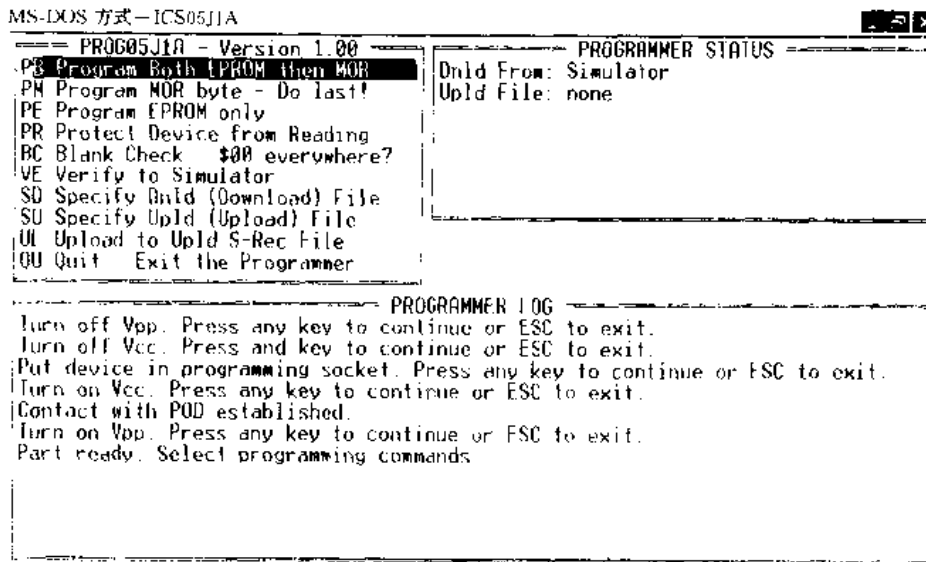 MS-DOS 方式－ICS05J1A
PROG05J1A - Version 1.00
PB Program Both EPROM then MOR
PM Program MOR byte - Do last!
PE Program EPROM only
PR Protect Device from Reading
BC Blank Check $00 everywhere?
VE Verify to Simulator
SD Specify Dnld (Download) File
SU Specify Upld (Upload) File
UL Upload to Upld S-Rec File
QU Quit Exit the Programmer
PROGRAMMER STATUS
Dnld From: Simulator
Upld File: none
PROGRAMMER LOG
Turn off Vpp. Press any key to continue or ESC to exit.
Turn off Vcc. Press and key to continue or ESC to exit.
Put device in programming socket. Press any key to continue or ESC to exit.
Turn on Vcc. Press any key to continue or ESC to exit.
Contact with POD established.
Turn on Vpp. Press any key to continue or ESC to exit.
Part ready. Select programming commands